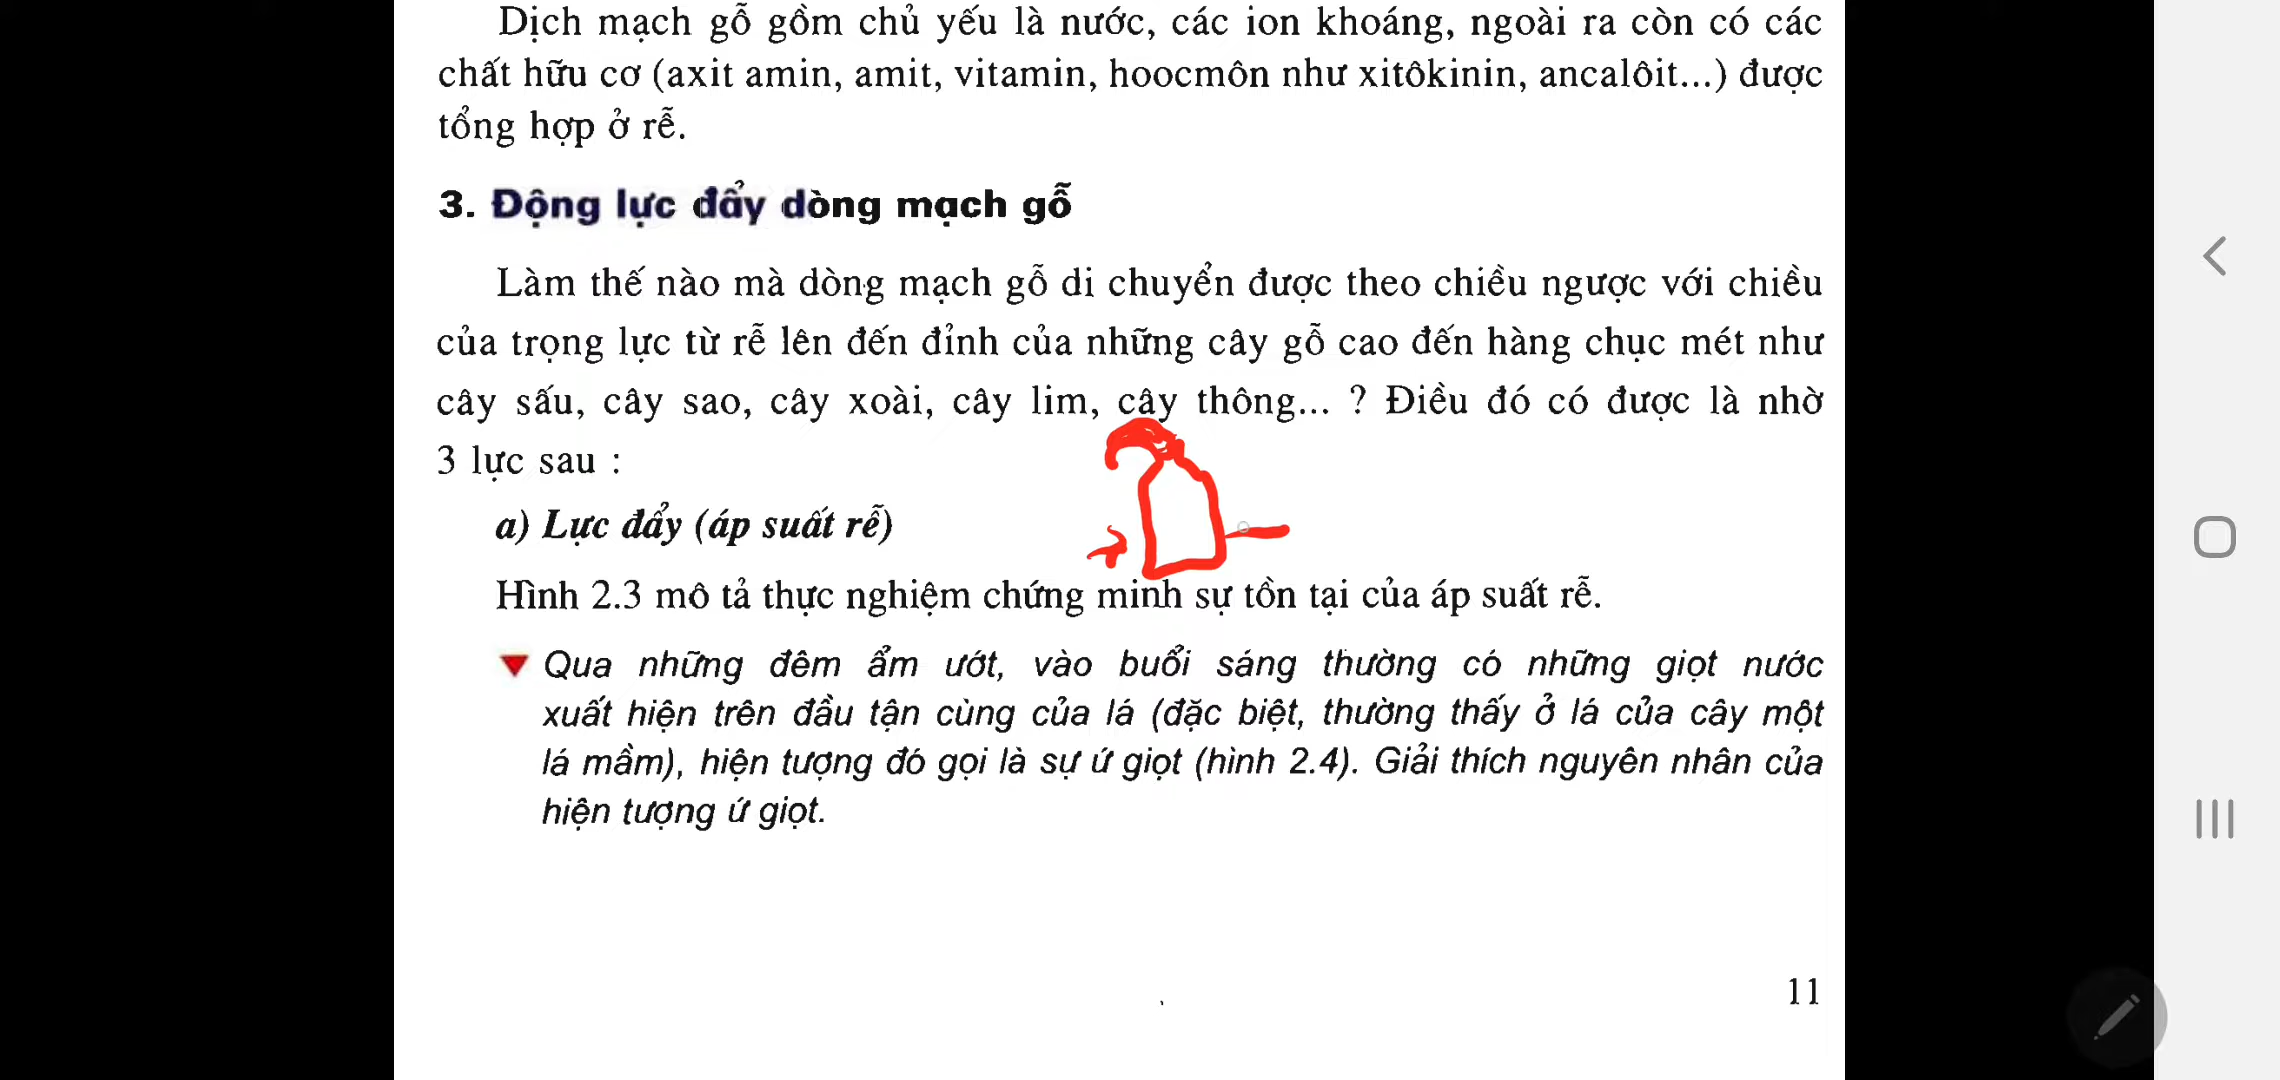 Dịch mạch gỗ gồm chủ yếu là nước, các ion khoáng, ngoài ra còn có các
chất hữu cơ (axit amin, amit, vitamin, hoocmôn như xitôkinin, ancalôit...) được
tổng hợp ở rễ.
3. Động lực đẩy dòng mạch gỗ
Làm thế nào mà dòng mạch gỗ di chuyển được theo chiều ngược với chiều
của trọng lực từ rễ lên đến đỉnh của những cây gỗ cao đến hàng chục mét như
cây sấu, cây sao, cây xoài, cây lim, cây thông... ? Điều đó có được là nhờ
3 lực sau :
a) Lực đẩy (áp suất rễ)
Hình 2.3 mô tả thực nghiệm chứng minh sự tồn tại của áp suất rễ.
▼ Qua những đêm ẩm ướt, vào buổi sáng thường có những giọt nước
xuất hiện trên đầu tận cùng của lá (đặc biệt, thường thấy ở lá của cây một
lá mầm), hiện tượng đó gọi là sự ứ giọt (hình 2.4). Giải thích nguyên nhân của
hiện tượng ứ giọt.
11